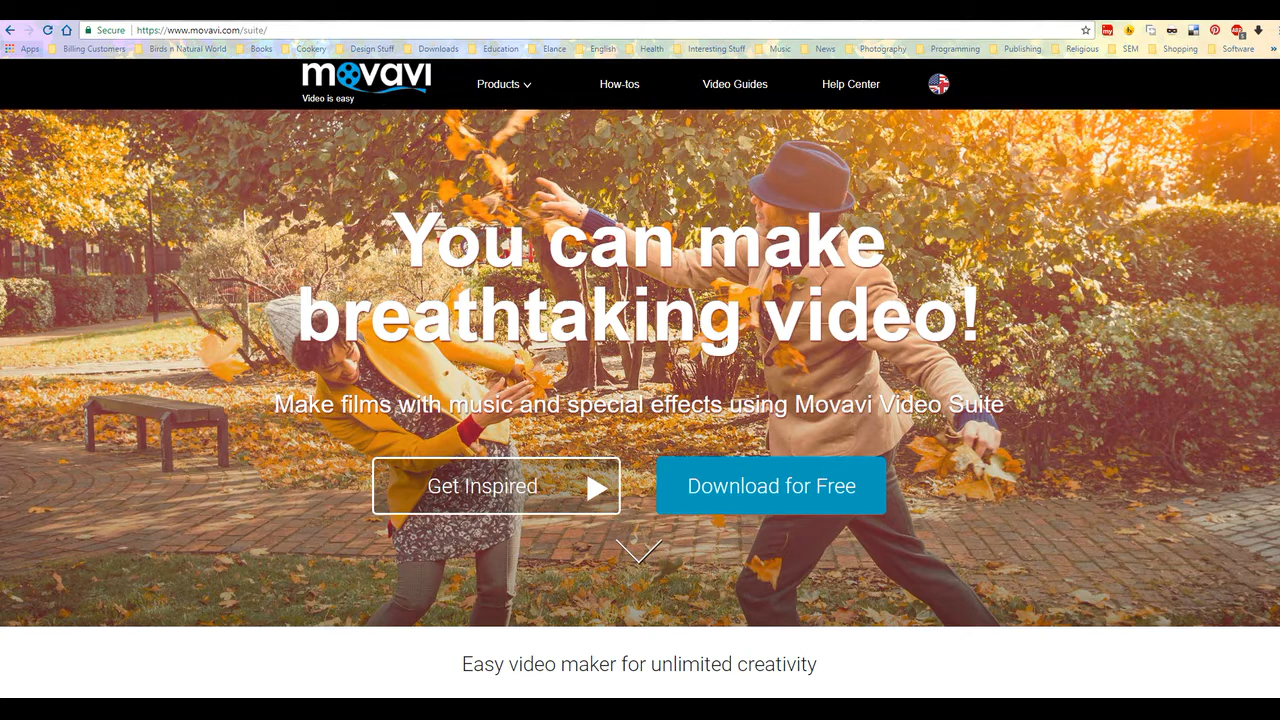 Secure https://www.movavi.com/suite/
Apps Billing Customers Birds n Natural World Books Cookery Design Stuff Downloads Education Elance English Health Interesting Stuff Music News Photography Programming Publishing Religious SEM Shopping Software »
movavi
Video is easy
Products How-tos Video Guides Help Center
You can make
breathtaking video!
Make films with music and special effects using Movavi Video Suite
Get Inspired Download for Free
Easy video maker for unlimited creativity